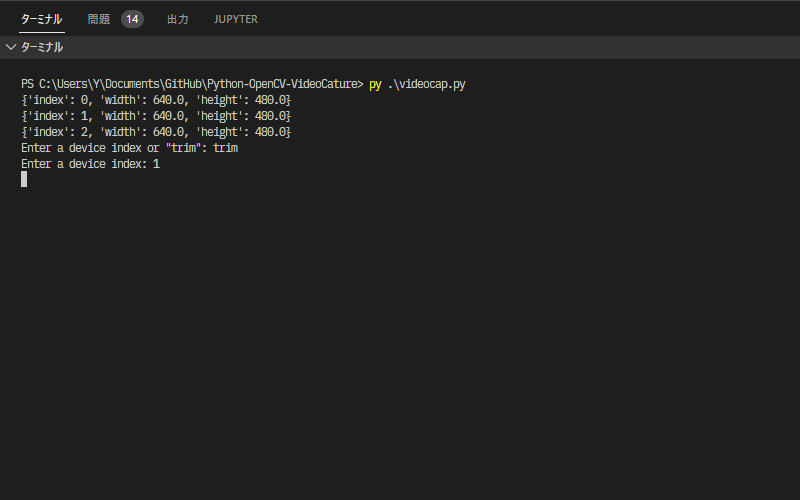 ターミナル 問題 14 出力 JUPYTER
ターミナル
PS C:\Users\Y\Documents\GitHub\Python-OpenCV-VideoCature> py .\videocap.py
{'index': 0, 'width': 640.0, 'height': 480.0}
{'index': 1, 'width': 640.0, 'height': 480.0}
{'index': 2, 'width': 640.0, 'height': 480.0}
Enter a device index or "trim": trim
Enter a device index: 1